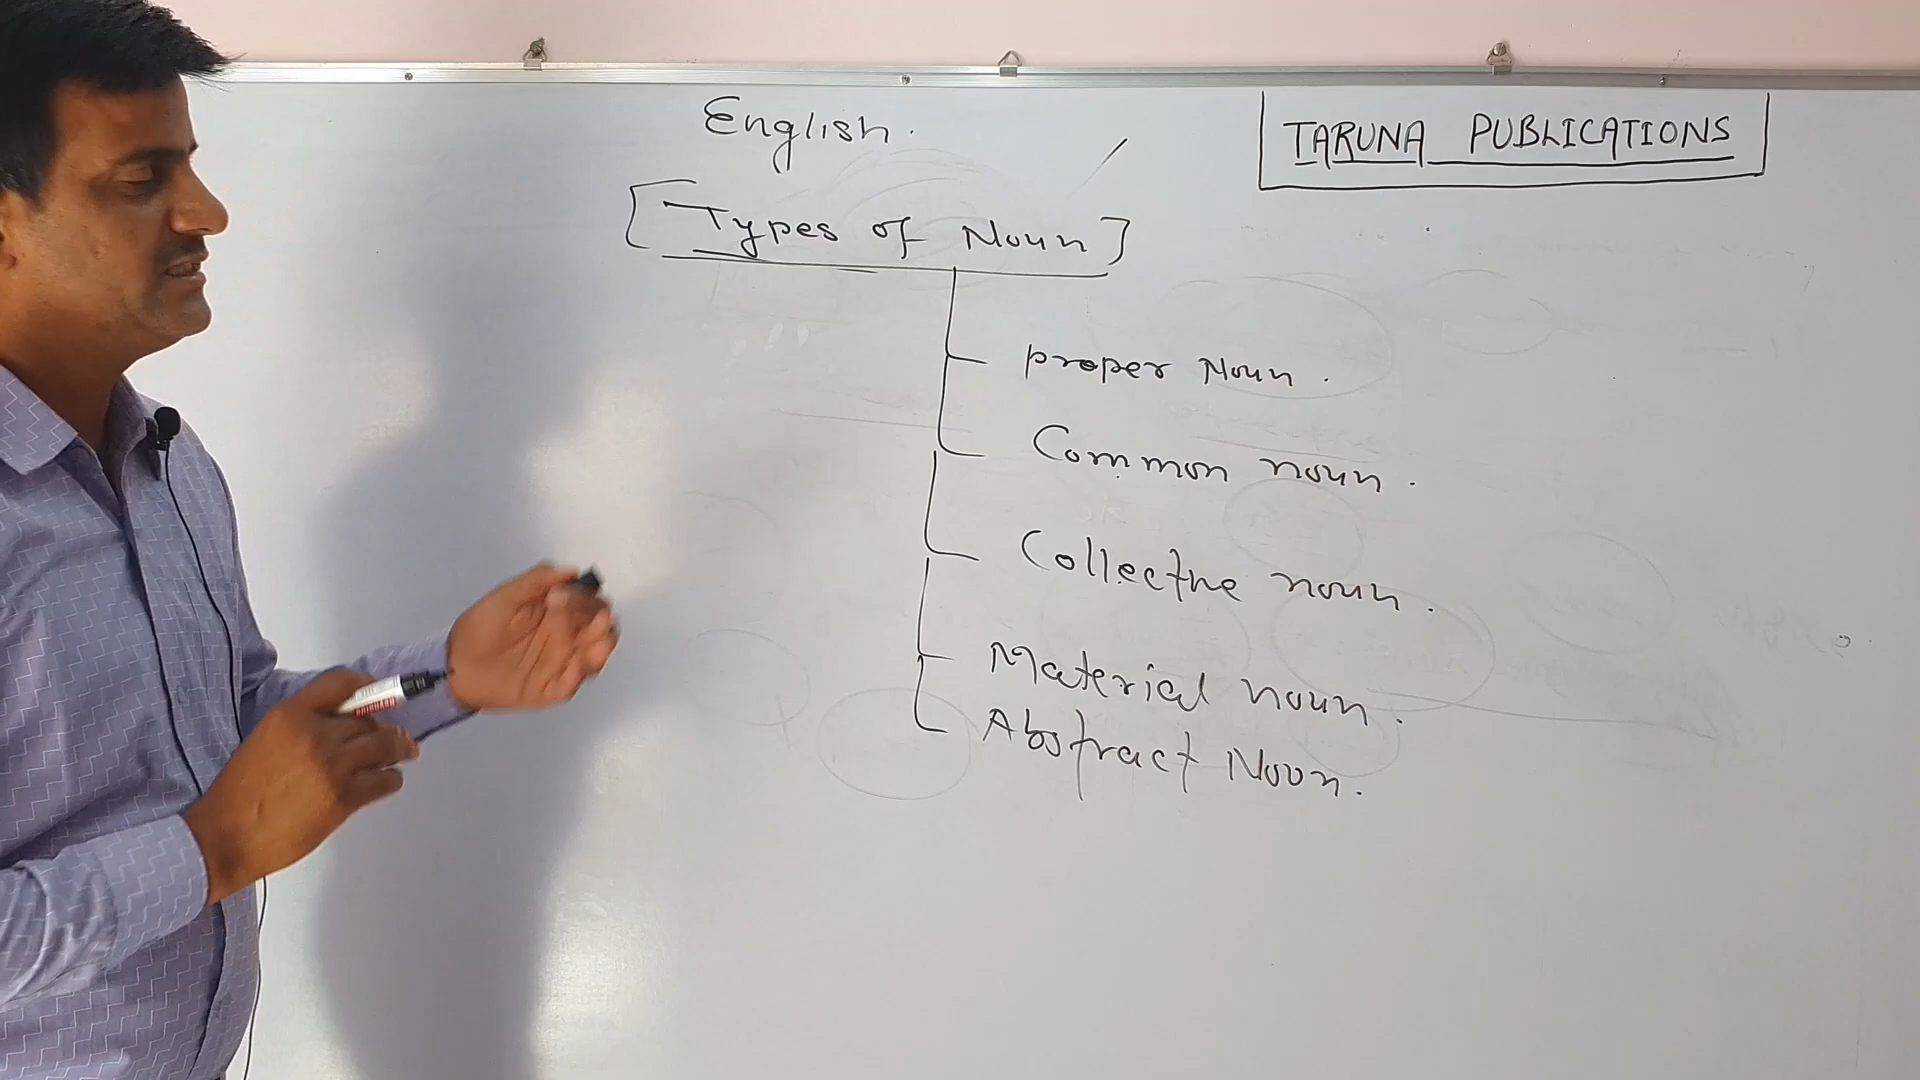 English.
TARUNA PUBLICATIONS
[Types of Noun]
proper Noun.
Common noun.
Collective noun.
Material noun.
Abstract Noun.